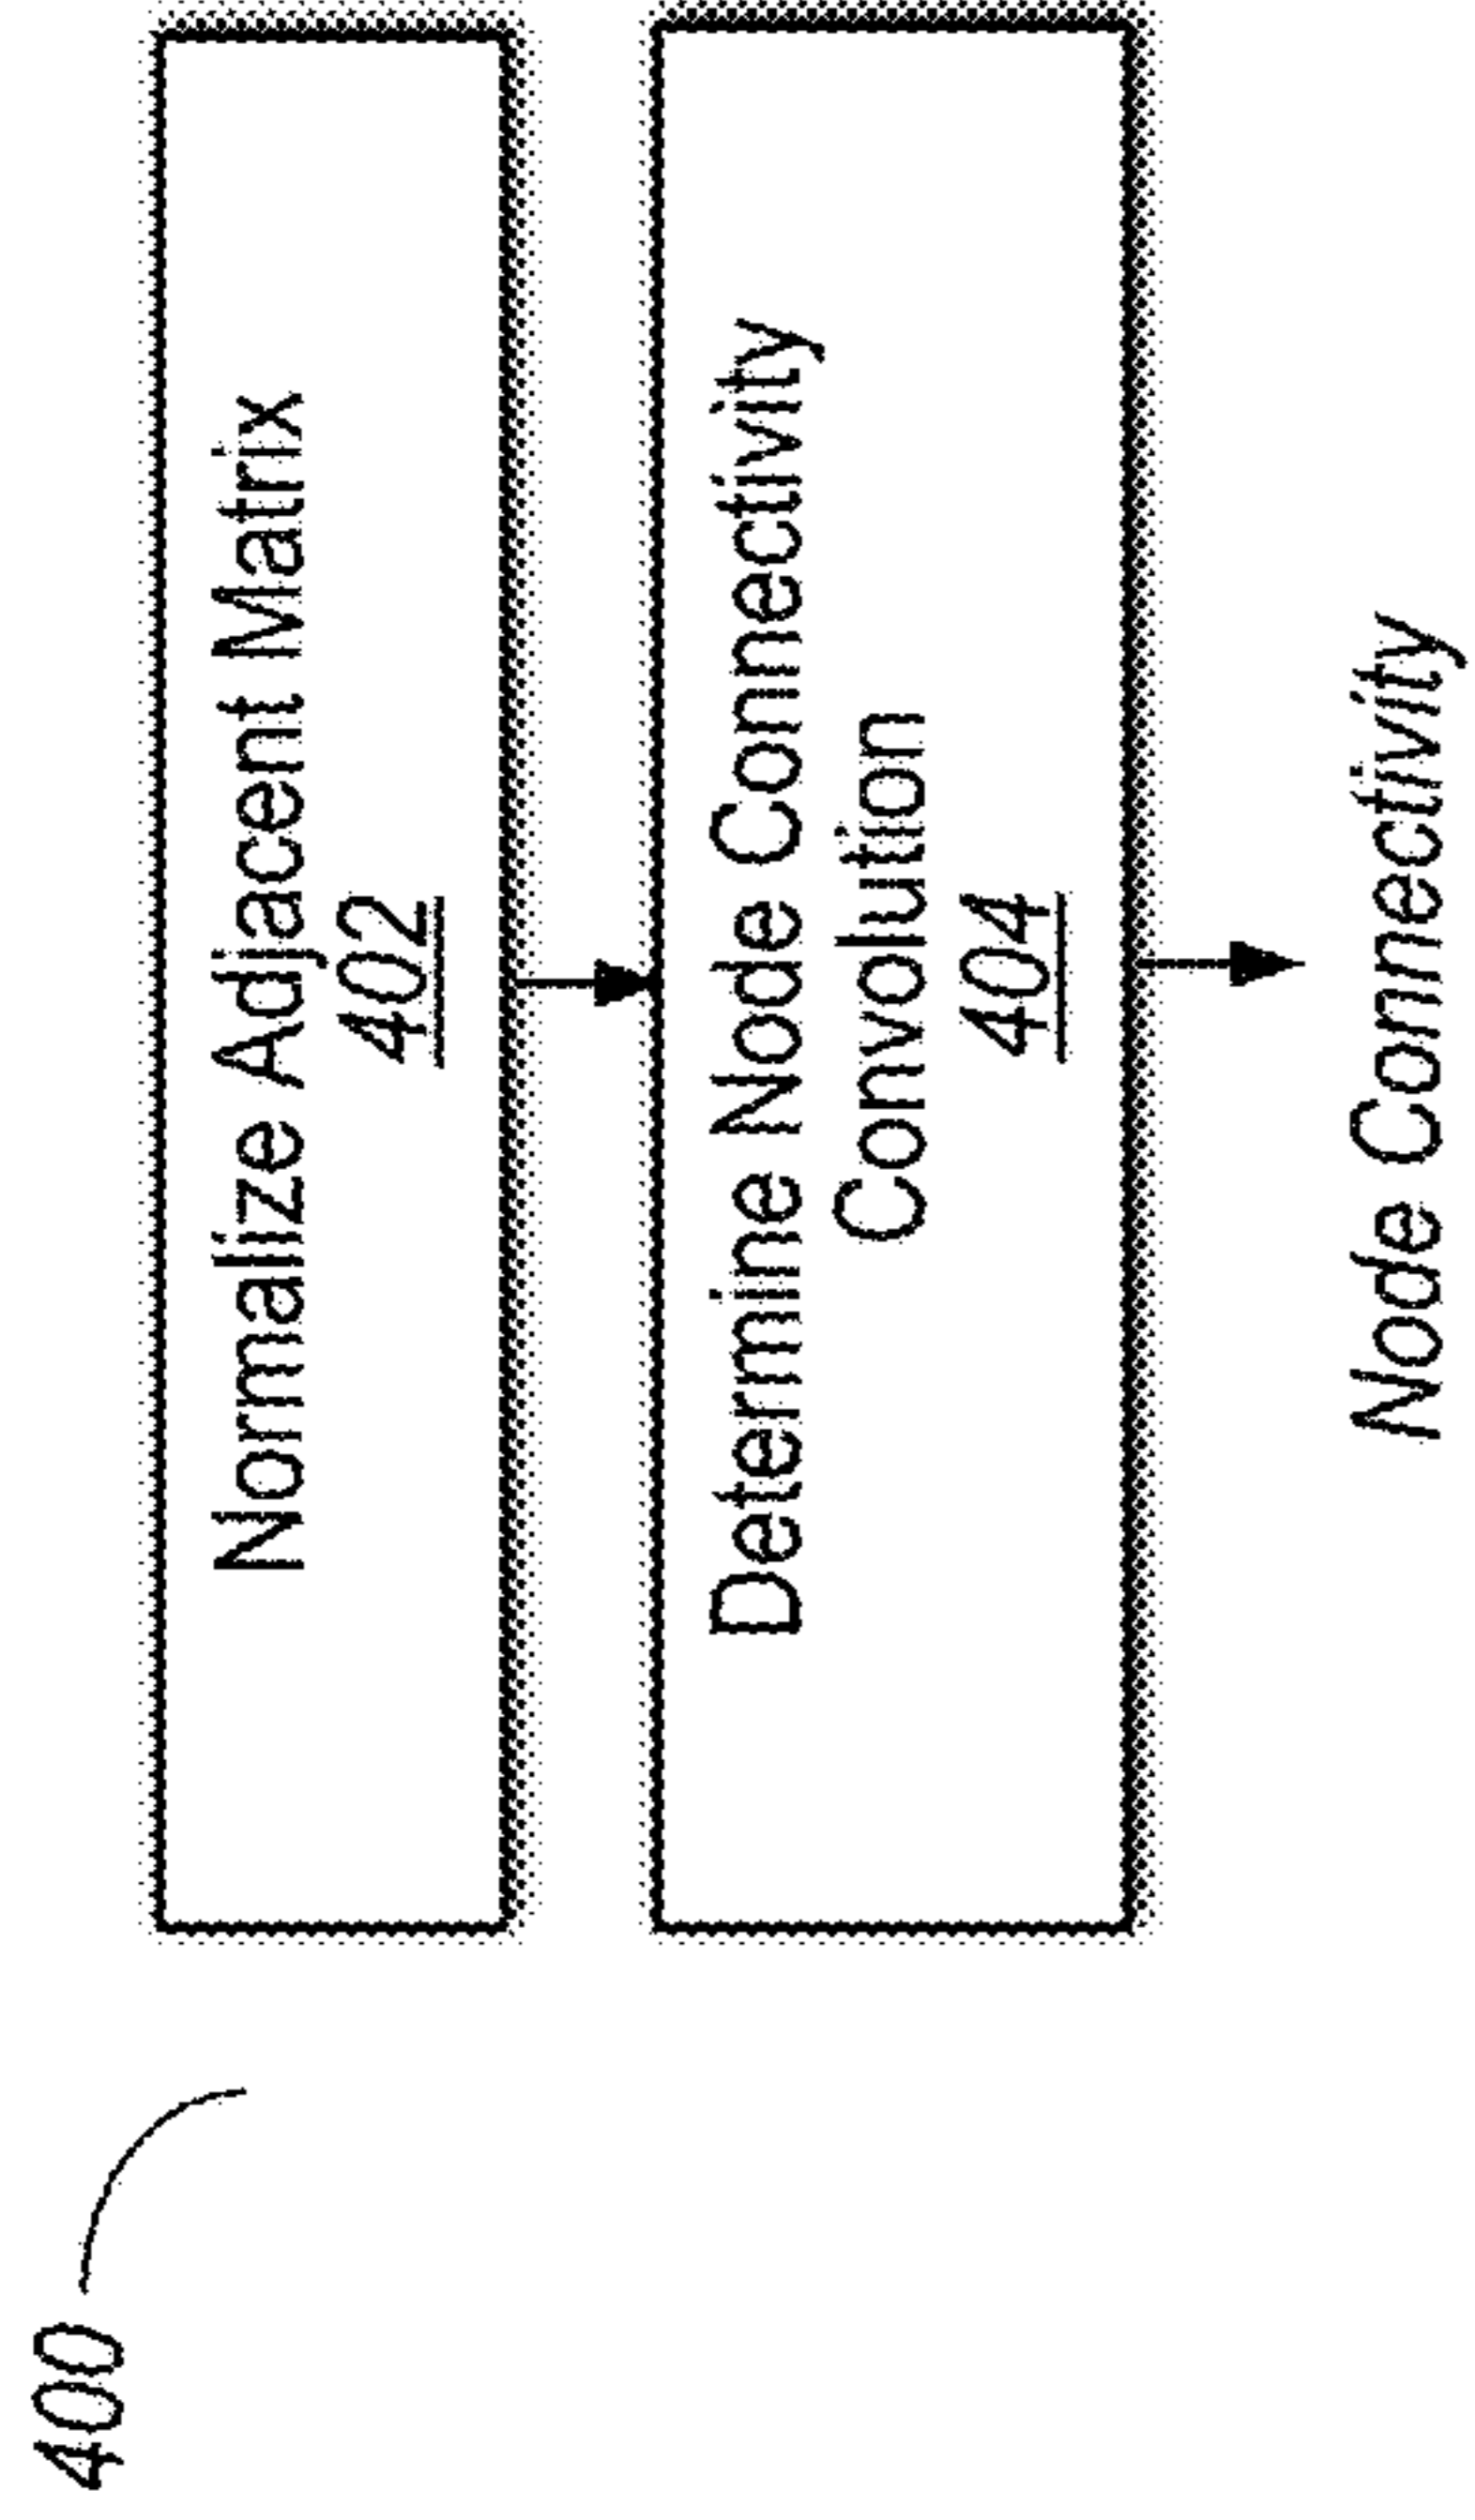 400
Normalize Adjacent Matrix
402
Determine Node Connectivity
Convolution
404
Node Connectivity